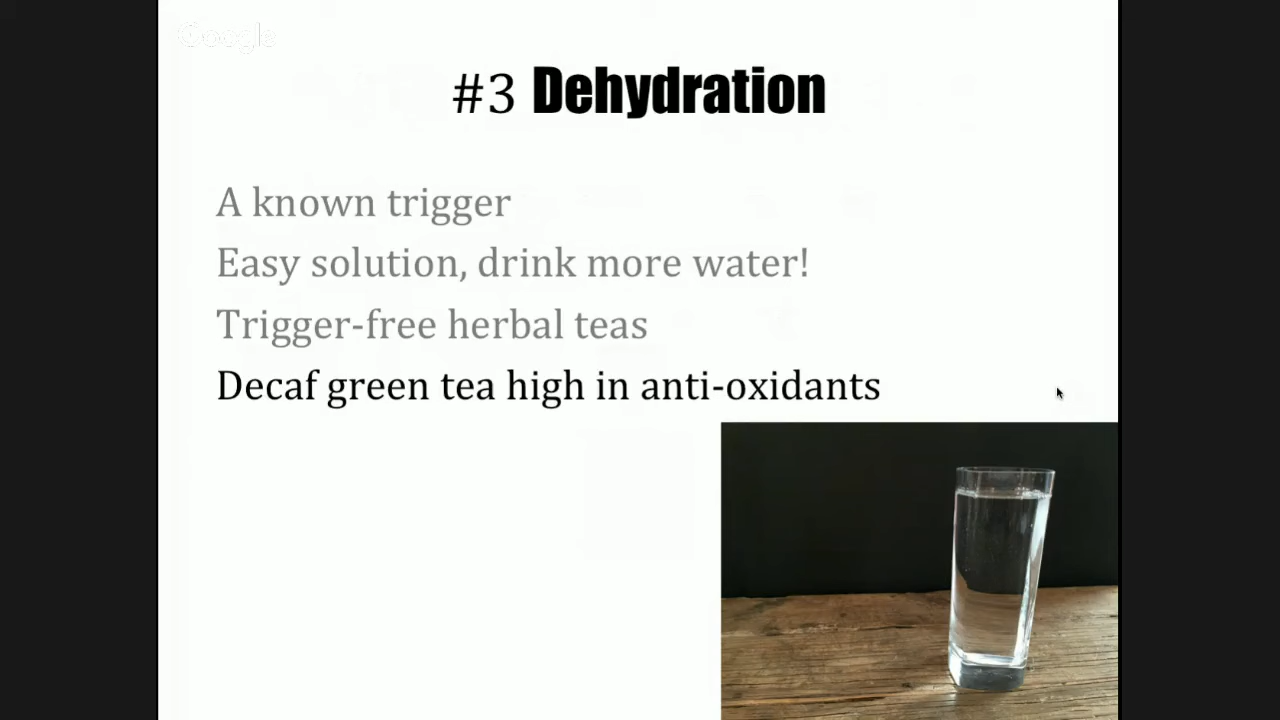 Google
#3 Dehydration
A known trigger
Easy solution, drink more water!
Trigger-free herbal teas
Decaf green tea high in anti-oxidants